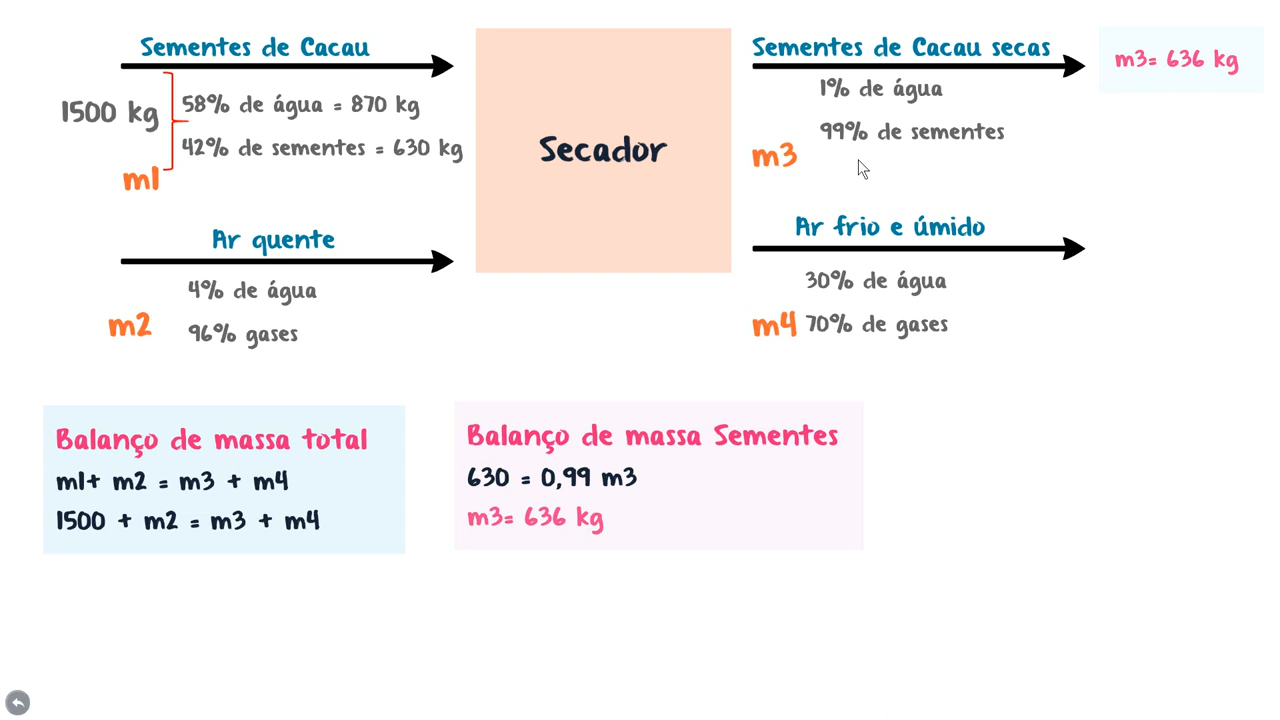 Sementes de Cacau
1500 kg
58% de água = 870 kg
42% de sementes = 630 kg
m1
Ar quente
4% de água
96% gases
m2
Secador
Sementes de Cacau secas
1% de água
99% de sementes
m3
m3= 636 kg
Ar frio e úmido
30% de água
m4 70% de gases
Balanço de massa total
m1+ m2 = m3 + m4
1500 + m2 = m3 + m4
Balanço de massa Sementes
630 = 0,99 m3
m3= 636 kg